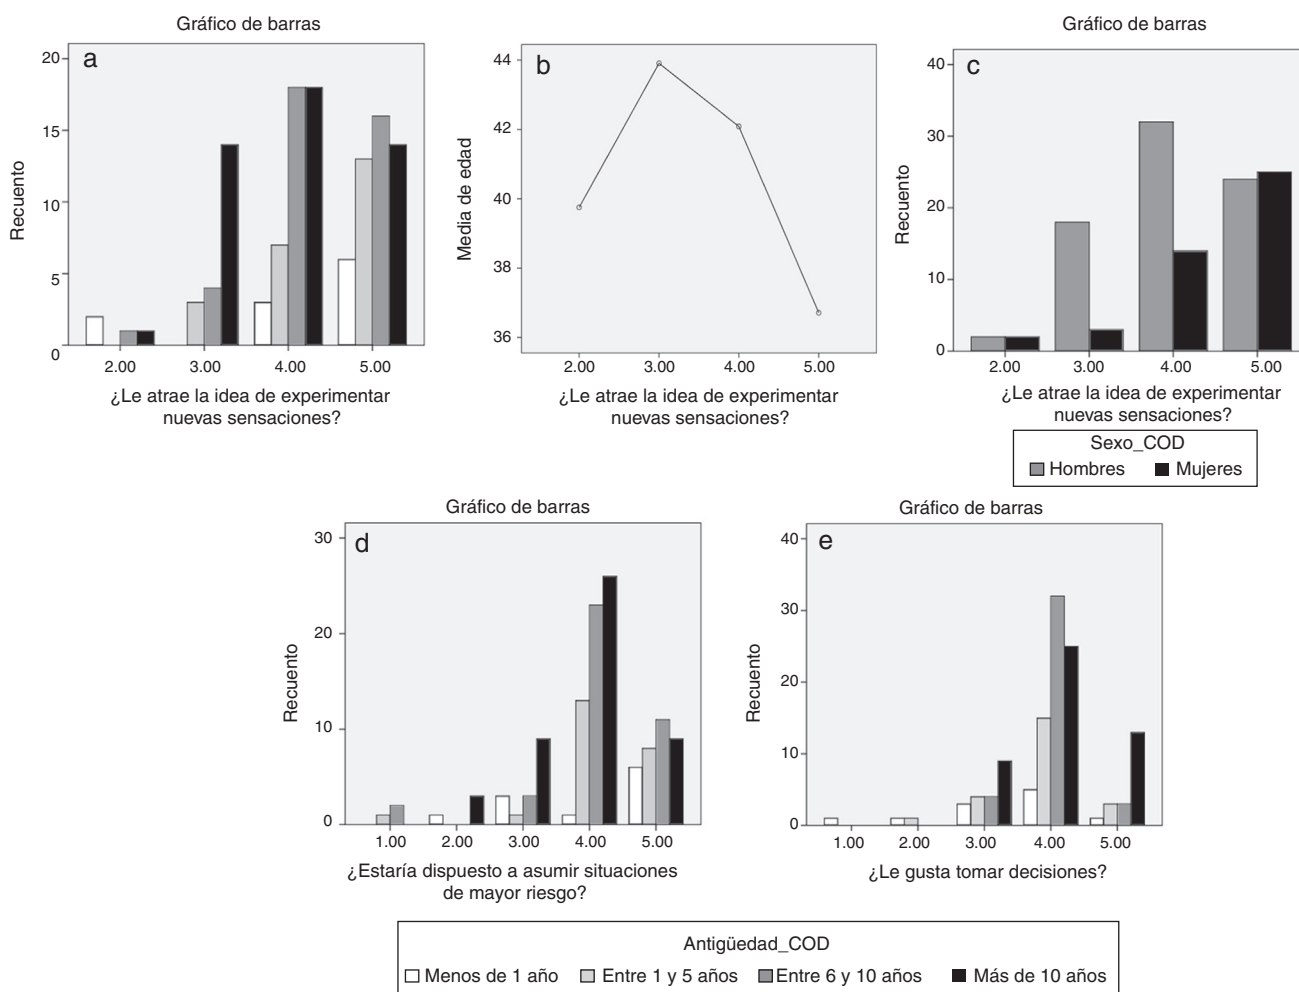 Gráfico de barras
a
20
15
10
5
0
Recuento
2.00 3.00 4.00 5.00
¿Le atrae la idea de experimentar
nuevas sensaciones?
b
44
42
40
38
36
Media de edad
2.00 3.00 4.00 5.00
¿Le atrae la idea de experimentar
nuevas sensaciones?
Gráfico de barras
c
40
30
20
10
0
Recuento
2.00 3.00 4.00 5.00
¿Le atrae la idea de experimentar
nuevas sensaciones?
Sexo_COD
Hombres Mujeres
Gráfico de barras
d
30
20
10
0
Recuento
1.00 2.00 3.00 4.00 5.00
¿Estaría dispuesto a asumir situaciones
de mayor riesgo?
Gráfico de barras
e
40
30
20
10
0
Recuento
1.00 2.00 3.00 4.00 5.00
¿Le gusta tomar decisiones?
Antigüedad_COD
Menos de 1 año Entre 1 y 5 años Entre 6 y 10 años Más de 10 años